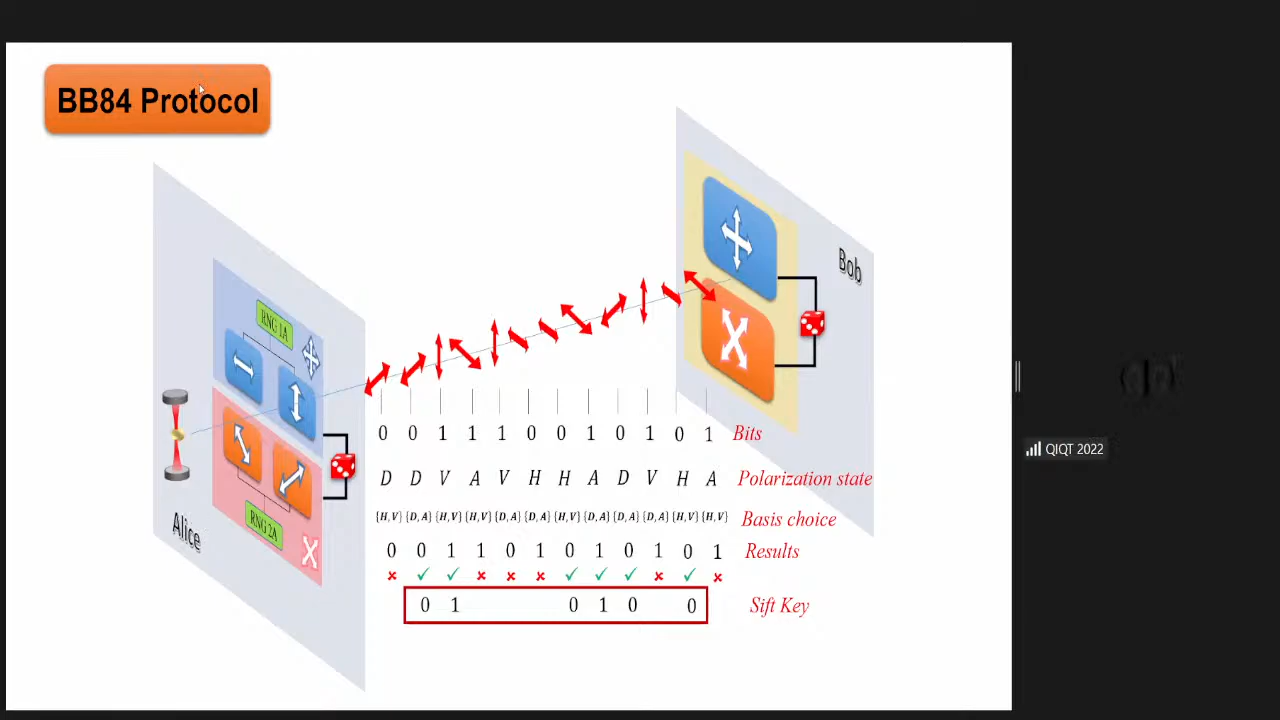 BB84 Protocol
Bob
RNG 1A
0 0 1 1 1 0 0 1 0 1 0 1 Bits
D D V A V H H A D V H A Polarization state
{H,V} {D,A} {H,V} {H,V} {D,A} {D,A} {H,V} {D,A} {D,A} {D,A} {H,V} {H,V} Basis choice
RNG 2A
Alice
0 0 1 1 0 1 0 1 0 1 0 1 Results
× ✓ ✓ × × × ✓ ✓ ✓ × ✓ ×
0 1 0 1 0 0 Sift Key
QIQT 2022